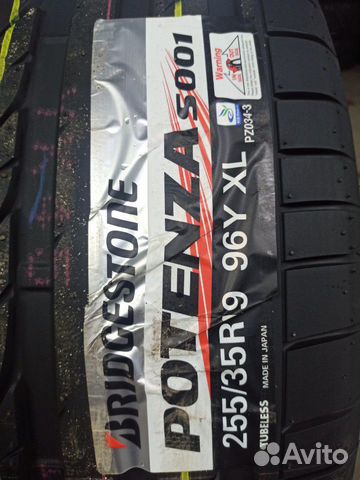 BRIDGESTONE
POTENZA S001
255/35R19 96Y XL PZ034-3
TUBELESS MADE IN JAPAN
Warning
Avito